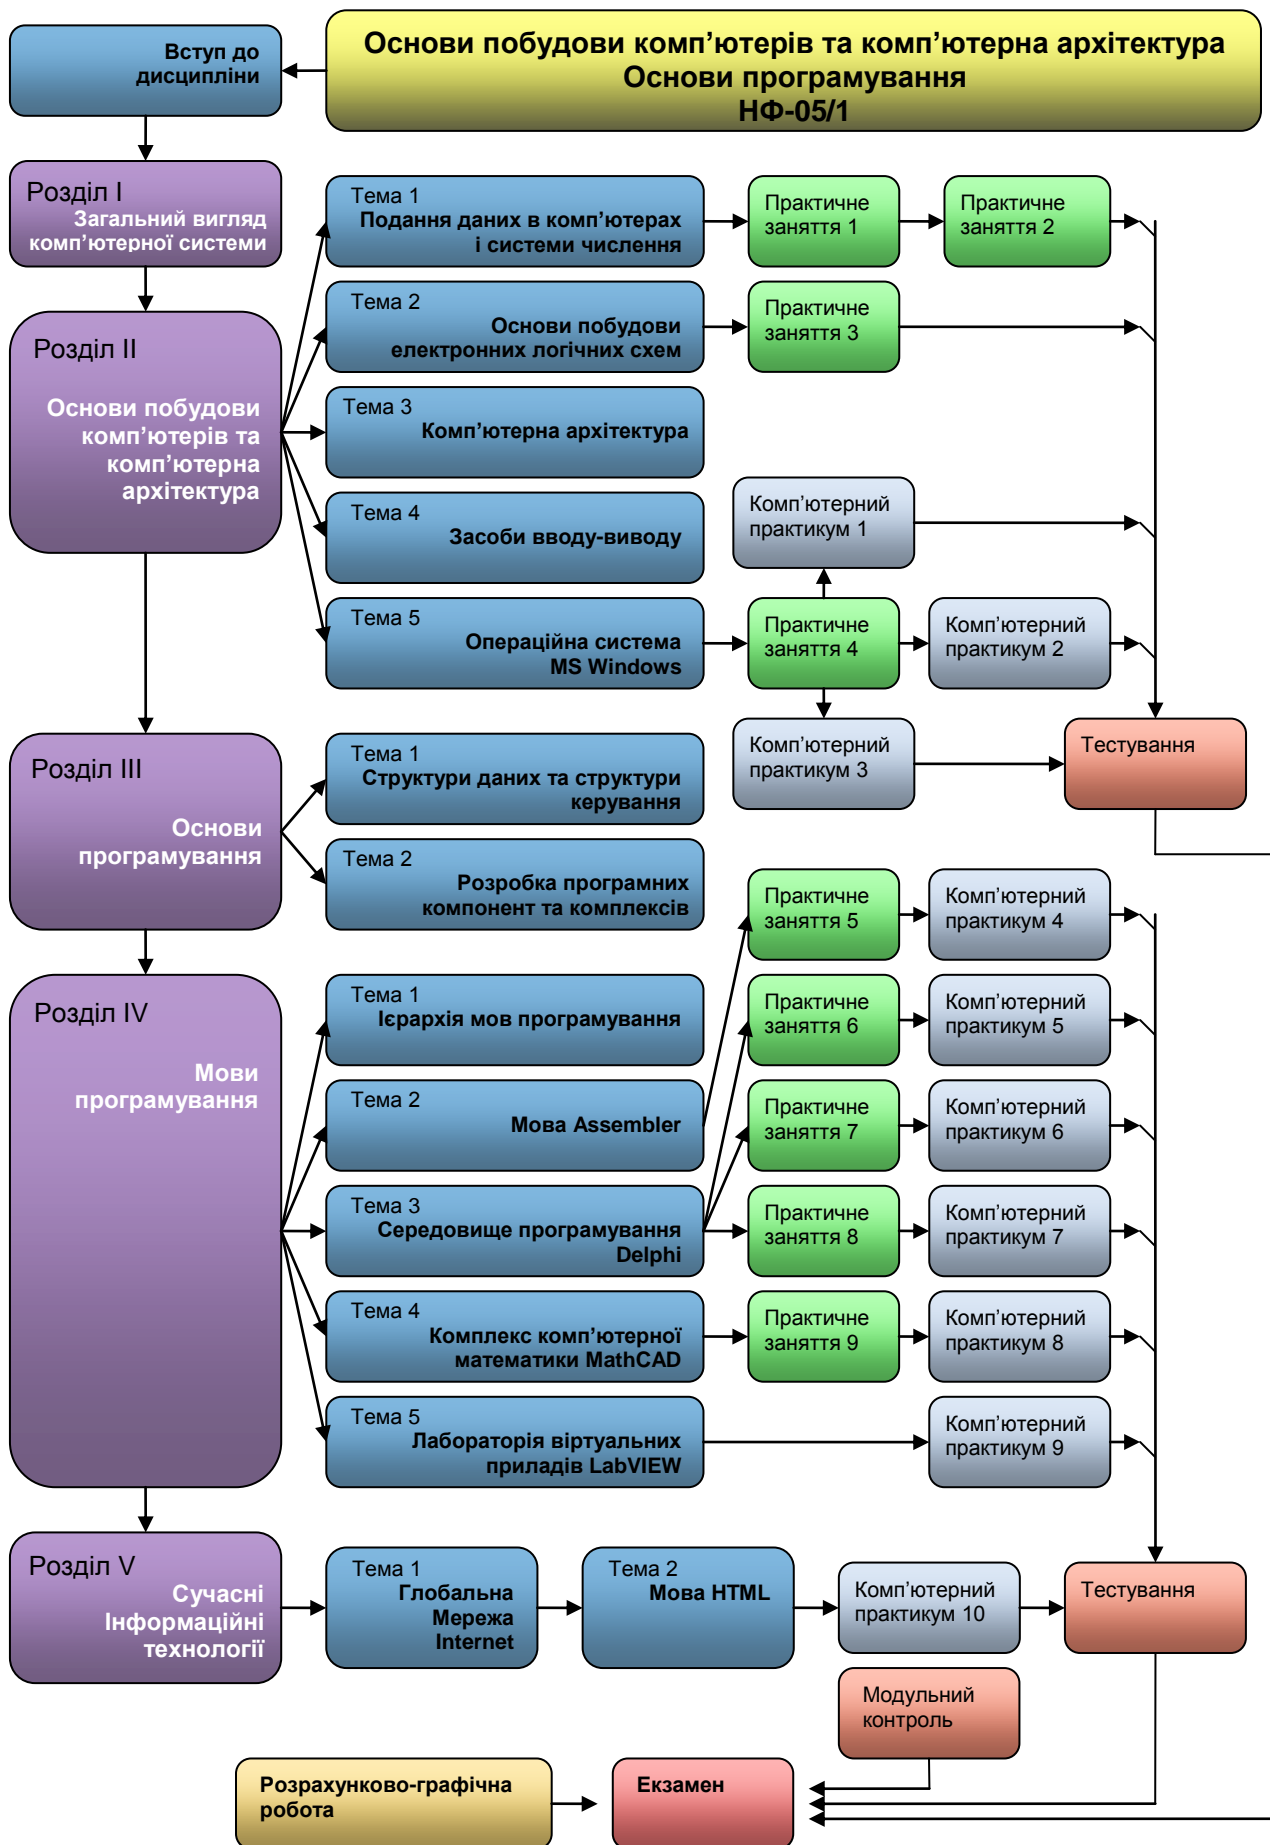 Вступ до
дисципліни
Основи побудови комп’ютерів та комп’ютерна архітектура
Основи програмування
НФ-05/1
Розділ I
Загальний вигляд
комп’ютерної системи
Тема 1
Подання даних в комп’ютерах
і системи числення
Практичне
заняття 1
Практичне
заняття 2
Розділ II
Основи побудови
комп’ютерів та
комп’ютерна
архітектура
Тема 2
Основи побудови
електронних логічних схем
Практичне
заняття 3
Тема 3
Комп’ютерна архітектура
Тема 4
Засоби вводу-виводу
Комп’ютерний
практикум 1
Тема 5
Операційна система
MS Windows
Практичне
заняття 4
Комп’ютерний
практикум 2
Комп’ютерний
практикум 3
Тестування
Розділ III
Основи
програмування
Тема 1
Структури даних та структури
керування
Тема 2
Розробка програмних
компонент та комплексів
Практичне
заняття 5
Комп’ютерний
практикум 4
Розділ IV
Мови
програмування
Тема 1
Ієрархія мов програмування
Практичне
заняття 6
Комп’ютерний
практикум 5
Тема 2
Мова Assembler
Практичне
заняття 7
Комп’ютерний
практикум 6
Тема 3
Середовище програмування
Delphi
Практичне
заняття 8
Комп’ютерний
практикум 7
Тема 4
Комплекс комп’ютерної
математики MathCAD
Практичне
заняття 9
Комп’ютерний
практикум 8
Тема 5
Лабораторія віртуальних
приладів LabVIEW
Комп’ютерний
практикум 9
Розділ V
Сучасні
Інформаційні
технології
Тема 1
Глобальна
Мережа
Internet
Тема 2
Мова HTML
Комп’ютерний
практикум 10
Тестування
Модульний
контроль
Розрахунково-графічна
робота
Екзамен